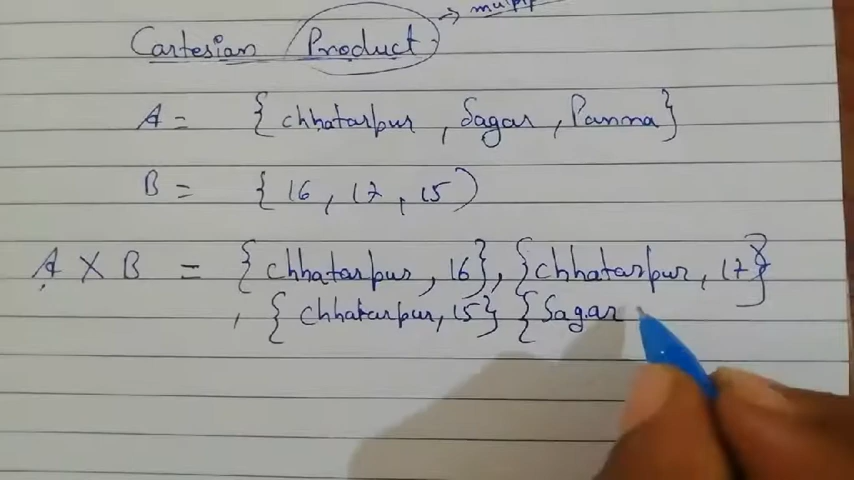 Cartesian Product →
A = {chhatarpur, Sagar, Panna}
B = {16, 17, 15)
A X B = {chhatarpur, 16}, {chhatarpur, 17}
, {chhatarpur, 15} {Sagar